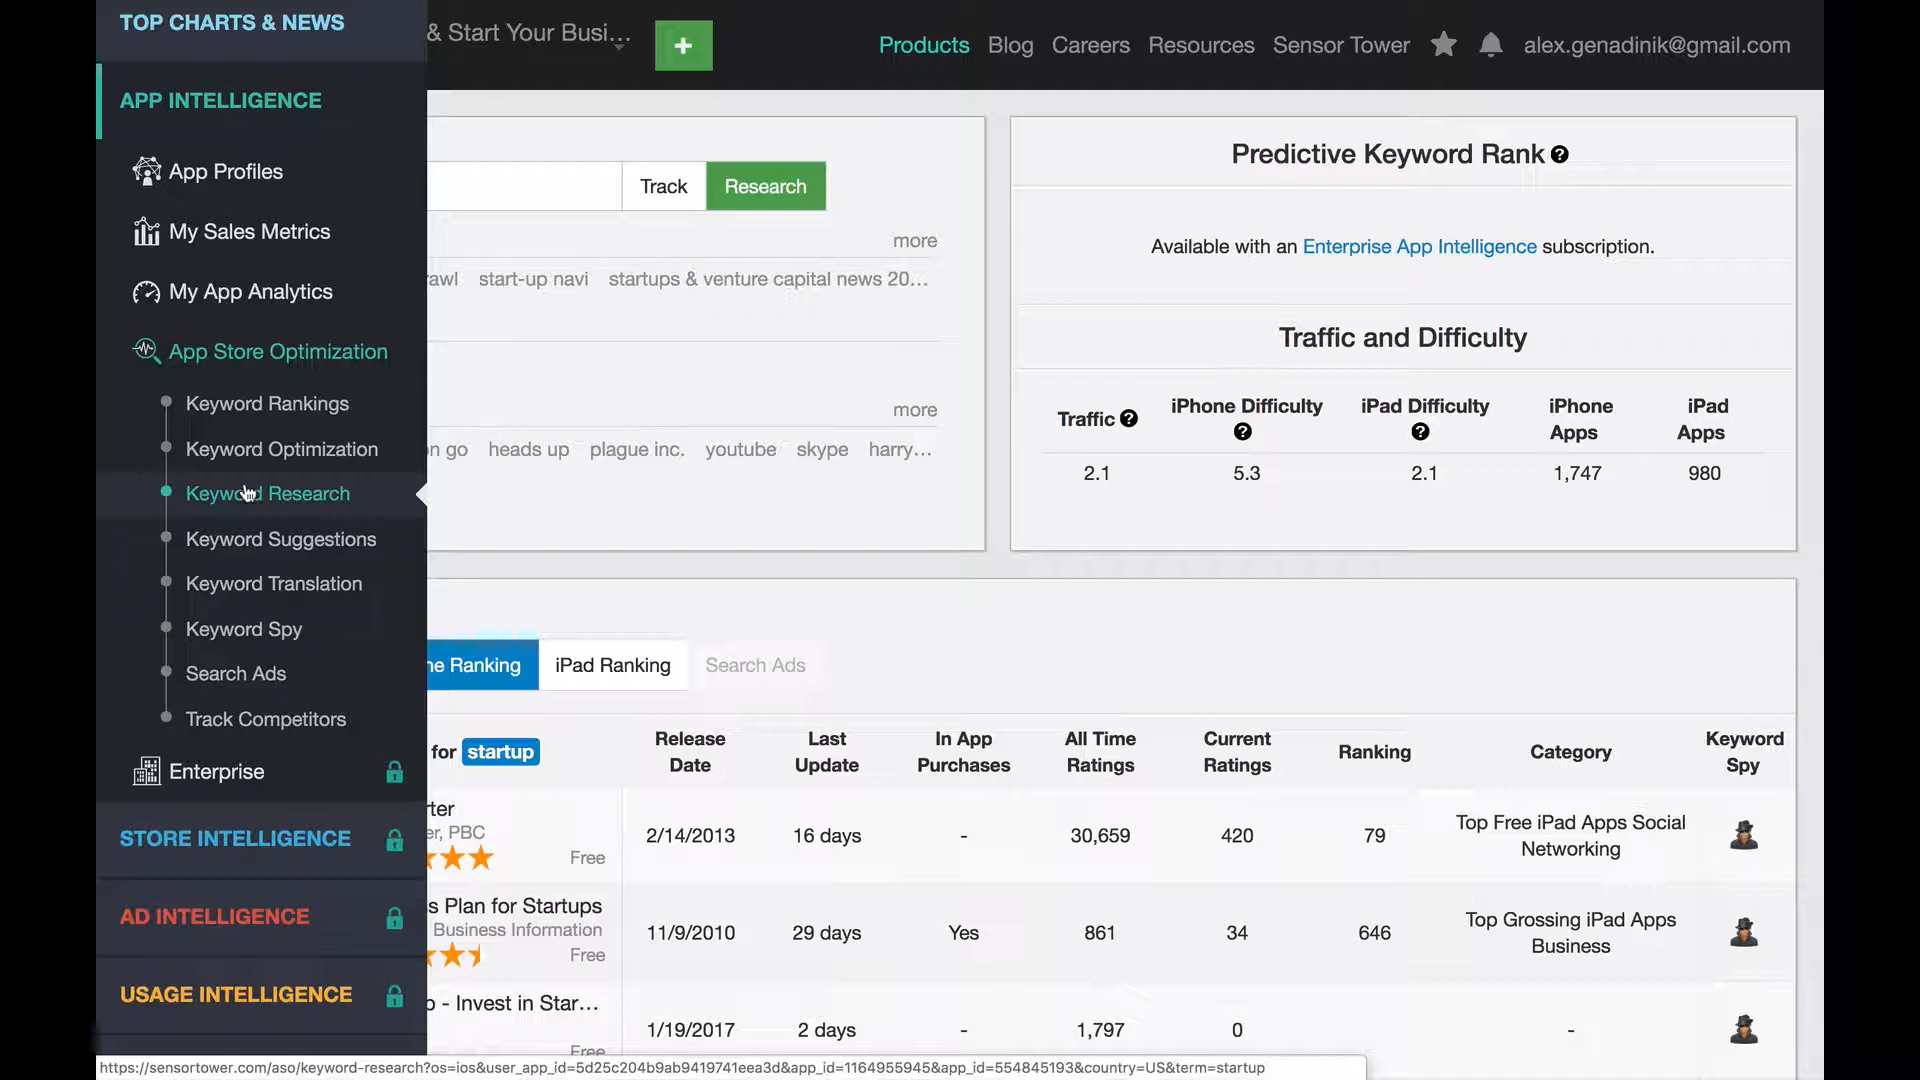 TOP CHARTS & NEWS
& Start Your Busi...
+
Products Blog Careers Resources Sensor Tower alex.genadinik@gmail.com
APP INTELLIGENCE
App Profiles
My Sales Metrics
My App Analytics
App Store Optimization
Keyword Rankings
Keyword Optimization
Keyword Research
Keyword Suggestions
Keyword Translation
Keyword Spy
Search Ads
Track Competitors
Enterprise
STORE INTELLIGENCE
AD INTELLIGENCE
USAGE INTELLIGENCE
Track Research
more
rawl start-up navi startups & venture capital news 20...
more
on go heads up plague inc. youtube skype harry...
Predictive Keyword Rank ?
Available with an Enterprise App Intelligence subscription.
Traffic and Difficulty
Traffic ? iPhone Difficulty ? iPad Difficulty ? iPhone Apps iPad Apps
2.1 5.3 2.1 1,747 980
ne Ranking iPad Ranking Search Ads
for startup Release Date Last Update In App Purchases All Time Ratings Current Ratings Ranking Category Keyword Spy
rter
er, PBC
Free
2/14/2013 16 days - 30,659 420 79 Top Free iPad Apps Social Networking
s Plan for Startups
Business Information
Free
11/9/2010 29 days Yes 861 34 646 Top Grossing iPad Apps Business
o - Invest in Star...
Free
1/19/2017 2 days - 1,797 0 -
https://sensortower.com/aso/keyword-research?os=ios&user_app_id=5d25c204b9ab9419741eea3d&app_id=1164955945&app_id=554845193&country=US&term=startup